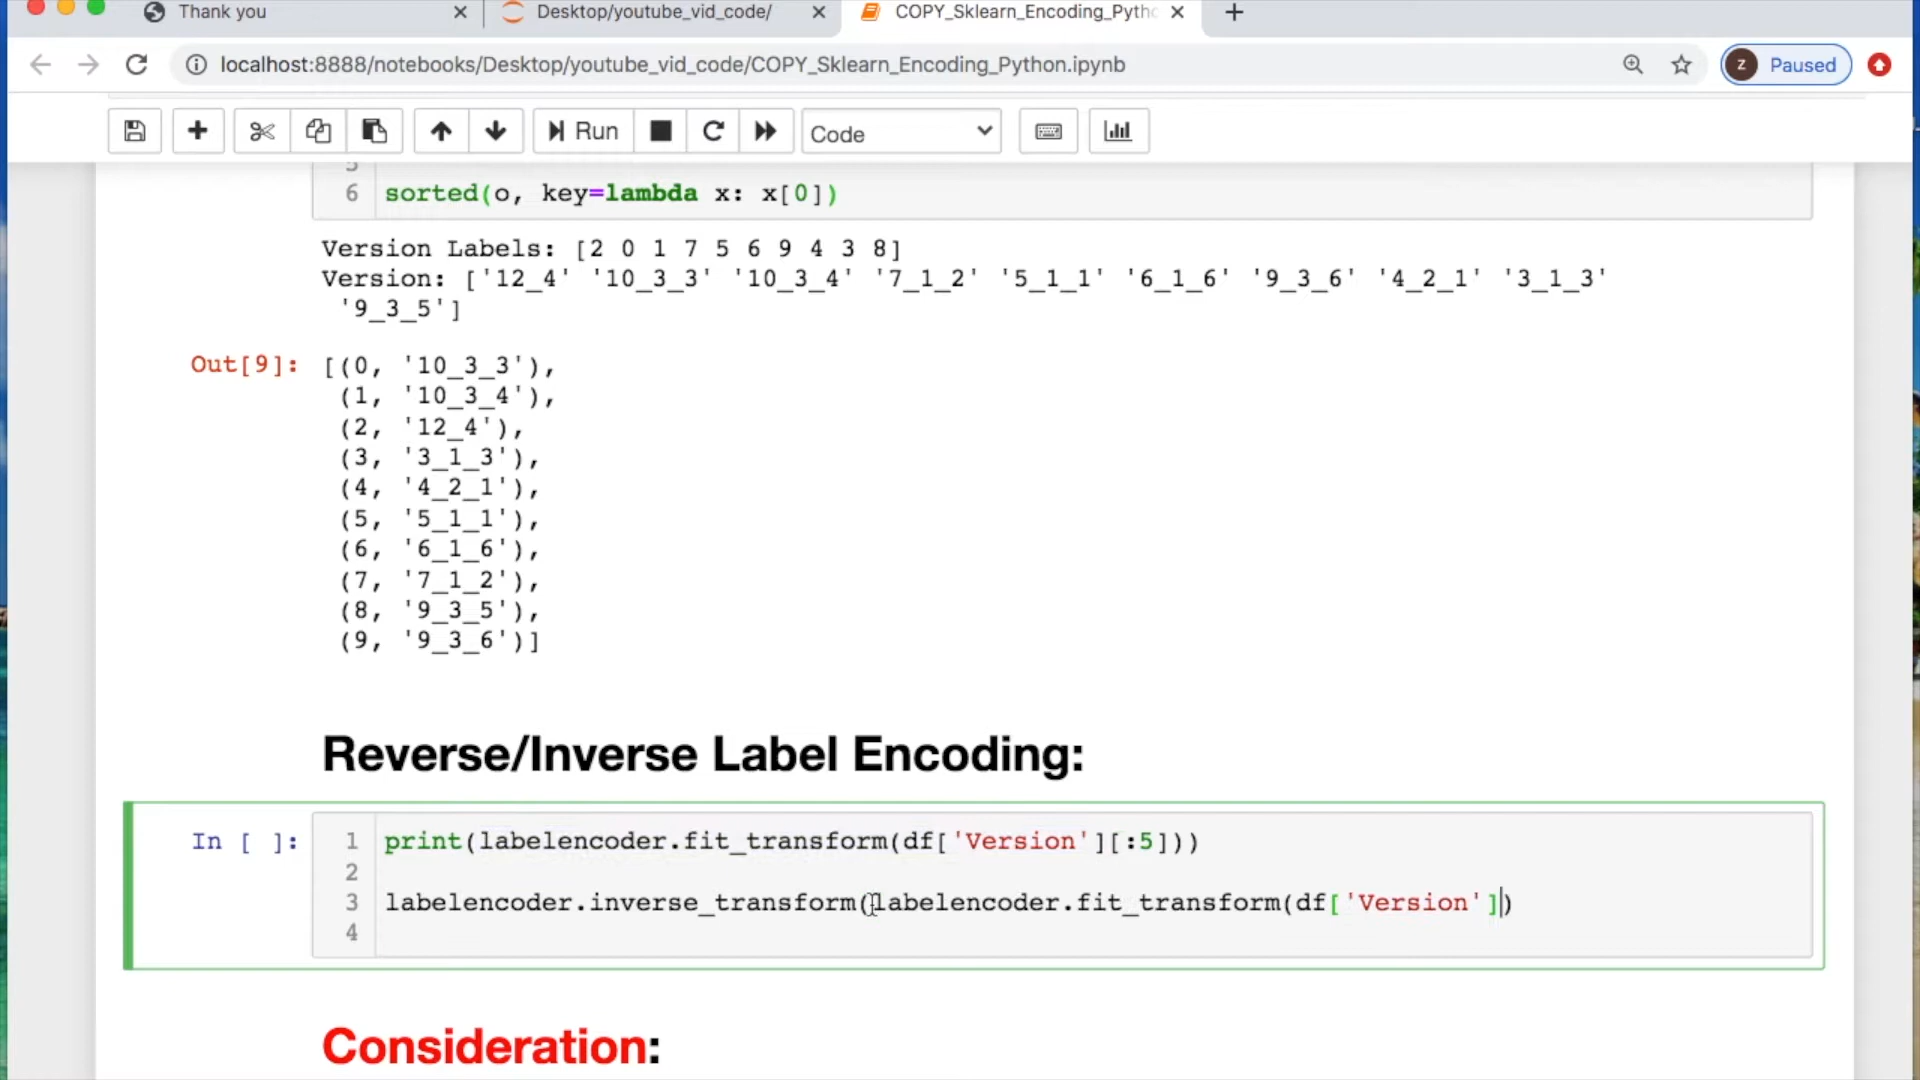 Thank you
Desktop/youtube_vid_code/
COPY_Sklearn_Encoding_Pytho
localhost:8888/notebooks/Desktop/youtube_vid_code/COPY_Sklearn_Encoding_Python.ipynb
z Paused
Run
Code
5
6 sorted(o, key=lambda x: x[0])
Version Labels: [2 0 1 7 5 6 9 4 3 8]
Version: ['12_4' '10_3_3' '10_3_4' '7_1_2' '5_1_1' '6_1_6' '9_3_6' '4_2_1' '3_1_3'
'9_3_5']
Out[9]: [(0, '10_3_3'),
(1, '10_3_4'),
(2, '12_4'),
(3, '3_1_3'),
(4, '4_2_1'),
(5, '5_1_1'),
(6, '6_1_6'),
(7, '7_1_2'),
(8, '9_3_5'),
(9, '9_3_6')]
Reverse/Inverse Label Encoding:
In [ ]: 1 print(labelencoder.fit_transform(df['Version'][:5]))
2
3 labelencoder.inverse_transform(labelencoder.fit_transform(df['Version'])
4
Consideration: